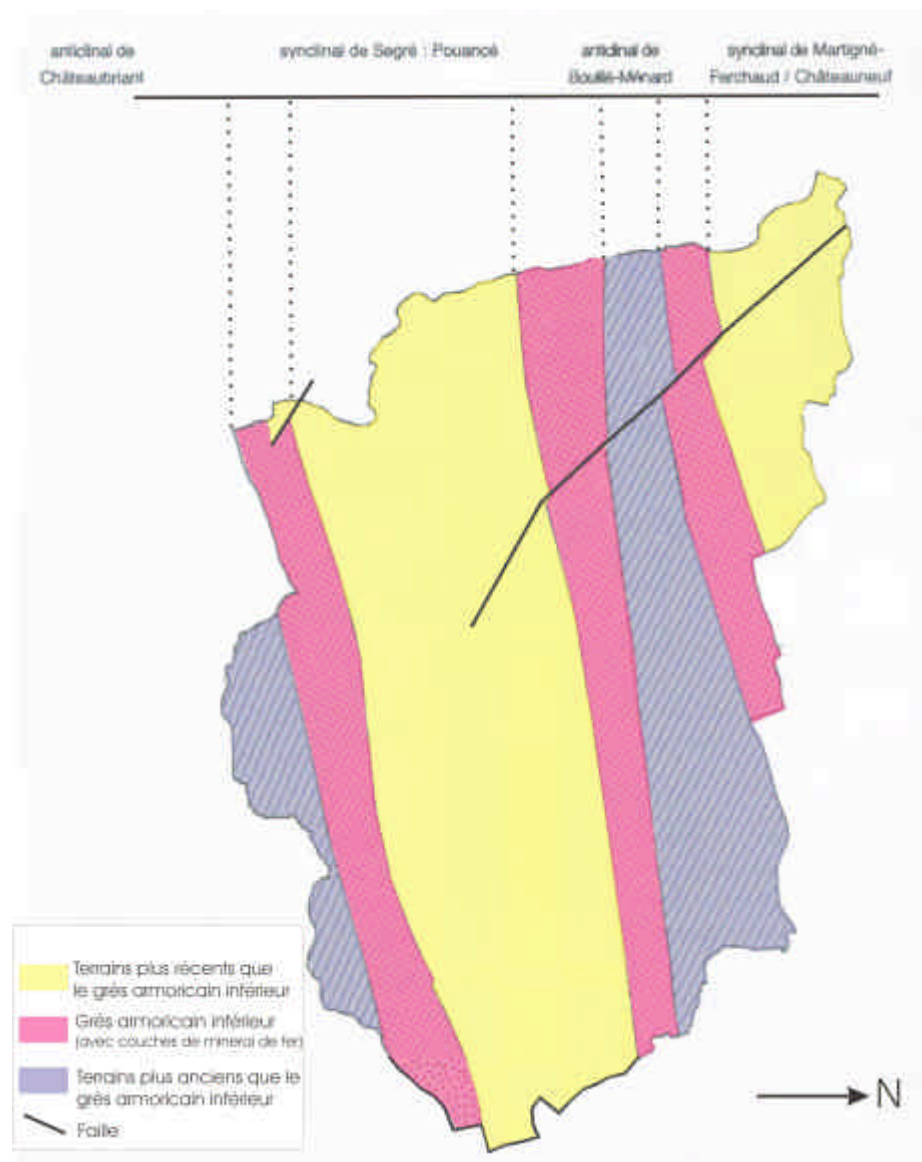 anticlinal de
Châteaubriant
synclinal de Segré : Pouancé
anticlinal de
Bouillé-Ménard
synclinal de Martigné-
Ferchaud / Châteauneuf
Terrains plus récents que
le grès armoricain inférieur
Grès armoricain inférieur
(avec couches de minerai de fer)
Terrains plus anciens que le
grès armoricain inférieur
Faille
N